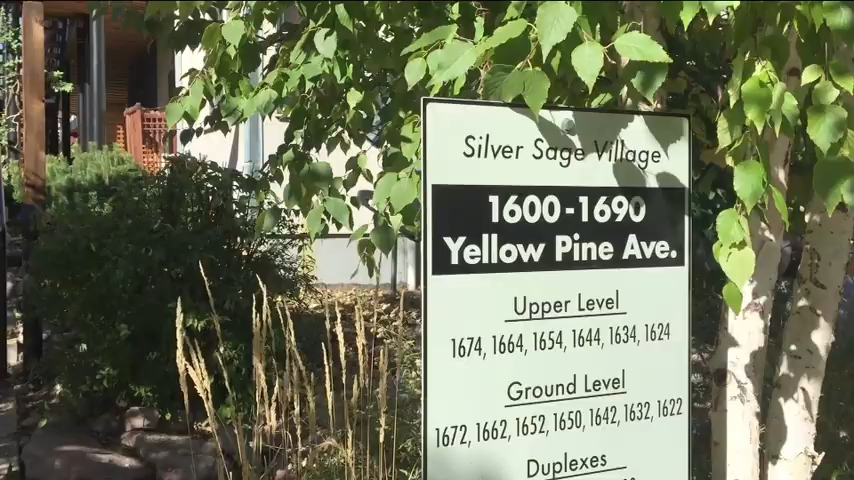 Silver Sage Village
1600-1690
Yellow Pine Ave.
Upper Level
1674, 1664, 1654, 1644, 1634, 1624
Ground Level
1672, 1662, 1652, 1650, 1642, 1632, 1622
Duplexes